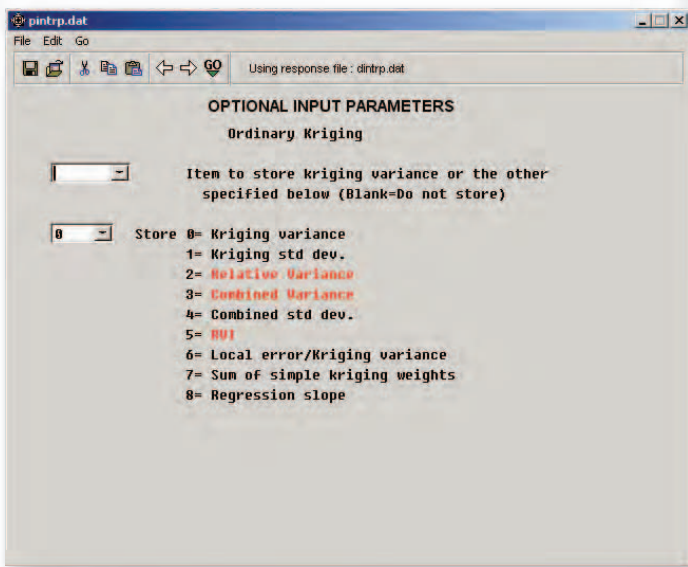 pintrp.dat
File Edit Go
GO Using response file : dintrp.dat
OPTIONAL INPUT PARAMETERS
Ordinary Kriging
Item to store kriging variance or the other
specified below (Blank=Do not store)
0 Store 0= Kriging variance
1= Kriging std dev.
2= Relative Variance
3= Combined Variance
4= Combined std dev.
5= RVI
6= Local error/Kriging variance
7= Sum of simple kriging weights
8= Regression slope